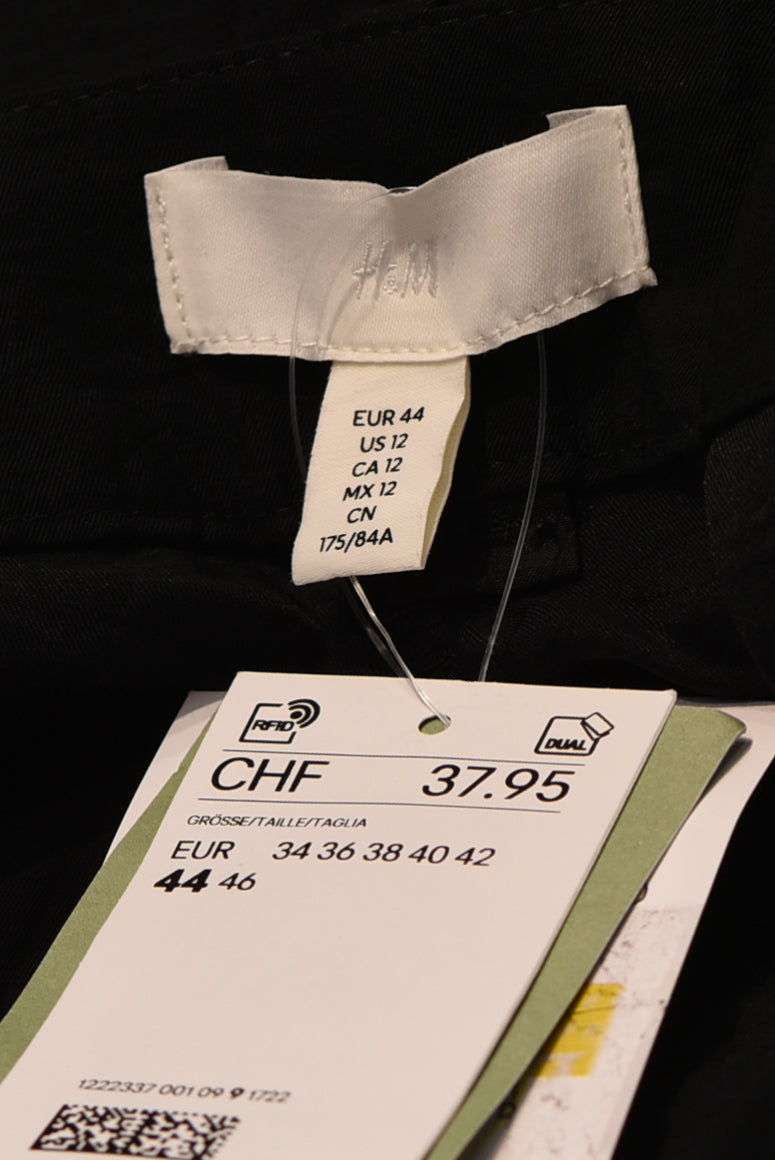 H&M
EUR 44
US 12
CA 12
MX 12
CN
175/84A
RFID
DUAL
CHF 37.95
GRÖSSE/TAILLE/TAGLIA
EUR 34 36 38 40 42
44 46
1222337 001 09 9 1722